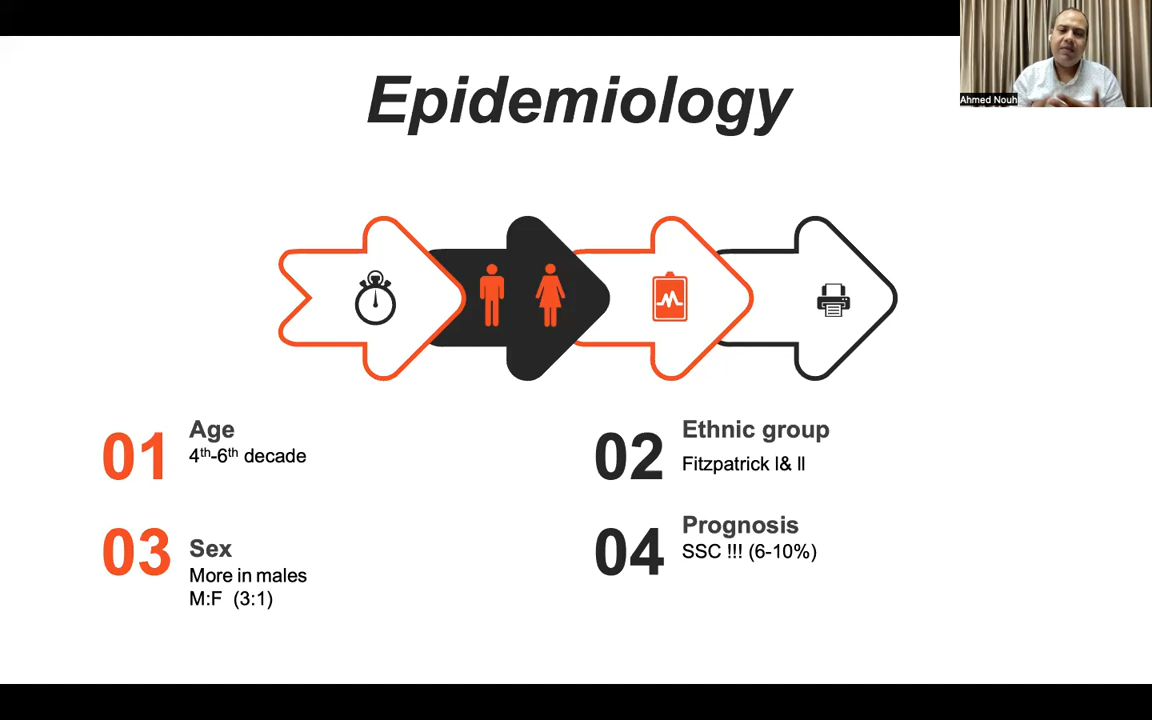 Ahmed Nouh
Epidemiology
01
Age
4th-6th decade
02
Ethnic group
Fitzpatrick I& II
03
Sex
More in males
M:F (3:1)
04
Prognosis
SSC !!! (6-10%)